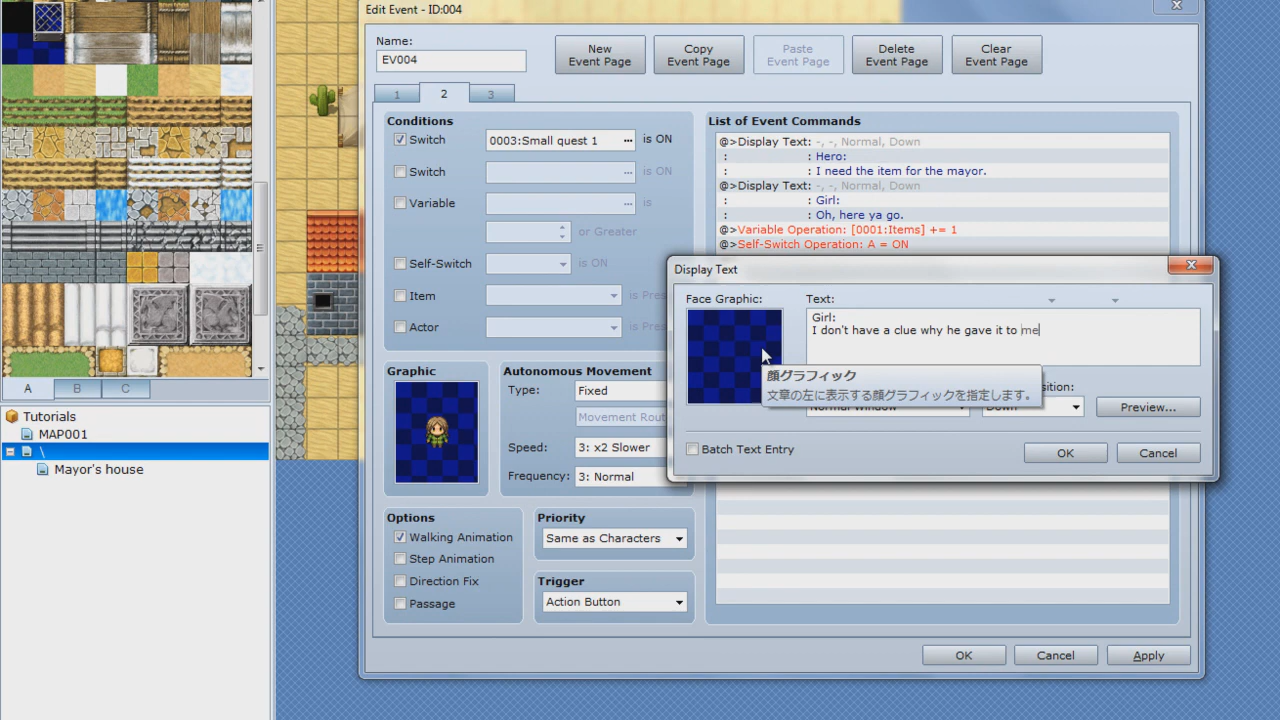 Edit Event - ID:004
Name:
EV004
New
Event Page
Copy
Event Page
Paste
Event Page
Delete
Event Page
Clear
Event Page
1
2
3
Conditions
Switch
0003:Small quest 1
...
is ON
Switch
...
is ON
Variable
...
is
or Greater
Self-Switch
is ON
Item
is Pres
Actor
is Pres
Graphic
Autonomous Movement
Type:
Fixed
Movement Rout
Speed:
3: x2 Slower
Frequency:
3: Normal
Options
Walking Animation
Step Animation
Direction Fix
Passage
Priority
Same as Characters
Trigger
Action Button
List of Event Commands
@>Display Text: -, -, Normal, Down
: : Hero:
: : I need the item for the mayor.
@>Display Text: -, -, Normal, Down
: : Girl:
: : Oh, here ya go.
@>Variable Operation: [0001:Items] += 1
@>Self-Switch Operation: A = ON
Display Text
Face Graphic:
Text:
Girl:
I don't have a clue why he gave it to me
顔グラフィック
文章の左に表示する顔グラフィックを指定します。
osition:
Normal Window
Down
Preview...
Batch Text Entry
OK
Cancel
OK
Cancel
Apply
A
B
C
Tutorials
MAP001
\
Mayor's house